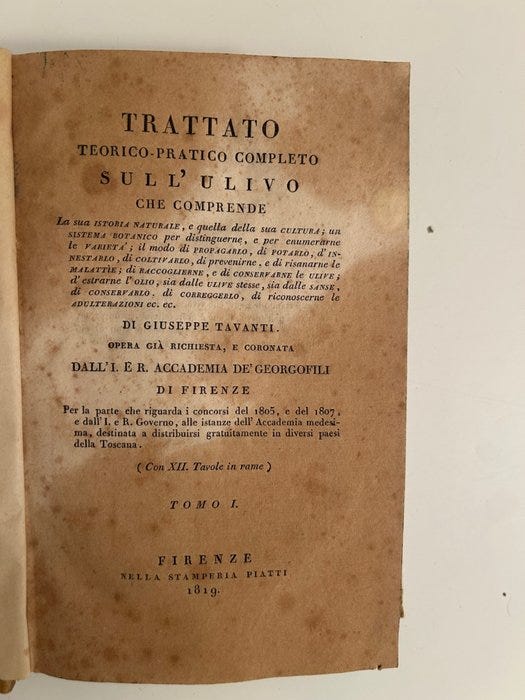 TRATTATO
TEORICO-PRATICO COMPLETO
SULL' ULIVO
CHE COMPRENDE
La sua ISTORIA NATURALE, e quella della sua CULTURA; un
SISTEMA BOTANICO per distinguerne, e per enumerarne
le VARIETA'; il modo di PROPAGARLO, di POTARLO, d' IN-
NESTARLO, di COLTIVARLO, di prevenirne, e di risanarne le
MALATTIE; di RACCOGLIERNE, e di CONSERVARNE le ULIVE;
d' estrarne l' OLIO, sia dalle ULIVE stesse, sia dalle SANSE,
di CONSERVARLO, di CORREGGERLO, di riconoscerne le
ADULTERAZIONI ec. ec.
DI GIUSEPPE TAVANTI.
OPERA GIÀ RICHIESTA, E CORONATA
DALL' I. E R. ACCADEMIA DE' GEORGOFILI
DI FIRENZE
Per la parte che riguarda i concorsi del 1805, e del 1807,
e dall' I. e R. Governo, alle istanze dell' Accademia medesi-
ma, destinata a distribuirsi gratuitamente in diversi paesi
della Toscana.
( Con XII. Tavole in rame )
TOMO I.
FIRENZE
NELLA STAMPERIA PIATTI
1819.